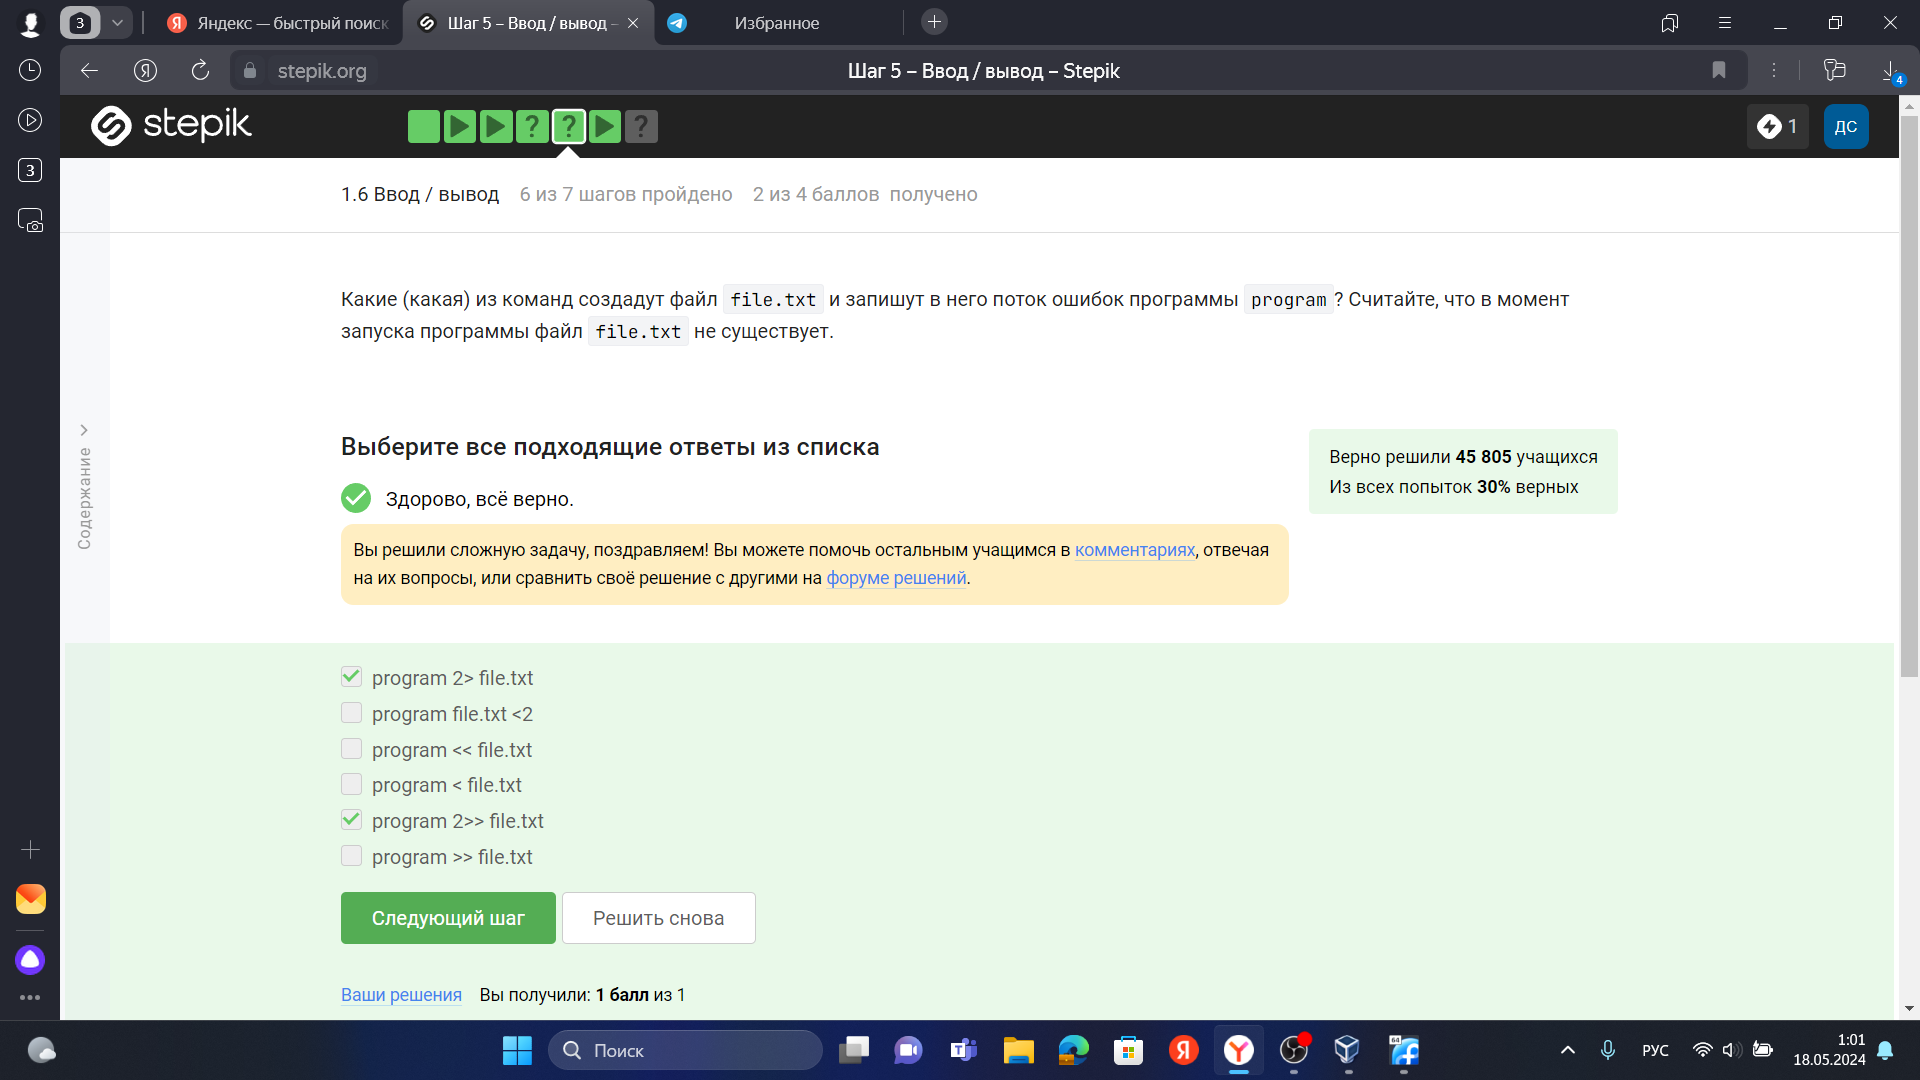 3
Яндекс — быстрый поиск
Шаг 5 – Ввод / вывод –
Избранное
stepik.org
Шаг 5 – Ввод / вывод – Stepik
4
3
stepik
? ? ?
1
ДС
1.6 Ввод / вывод 6 из 7 шагов пройдено 2 из 4 баллов получено
Содержание
Какие (какая) из команд создадут файл file.txt и запишут в него поток ошибок программы program? Считайте, что в момент
запуска программы файл file.txt не существует.
Выберите все подходящие ответы из списка
Верно решили 45 805 учащихся
Из всех попыток 30% верных
Здорово, всё верно.
Вы решили сложную задачу, поздравляем! Вы можете помочь остальным учащимся в комментариях, отвечая
на их вопросы, или сравнить своё решение с другими на форуме решений.
program 2> file.txt
program file.txt <2
program << file.txt
program < file.txt
program 2>> file.txt
program >> file.txt
Следующий шаг
Решить снова
Ваши решения Вы получили: 1 балл из 1
Поиск
64
РУС
1:01
18.05.2024